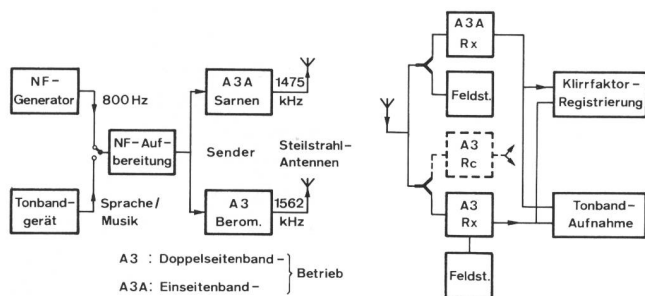 NF-
Generator
800 Hz
NF-Auf-
bereitung
Tonband-
gerät
Sprache/
Musik
A3A
Sarnen
1475
kHz
Sender
Steilstrahl-
Antennen
A3
Berom.
1562
kHz
A3 : Doppelseitenband-
A3A: Einseitenband-
Betrieb
A3A
Rx
Feldst.
A3
Rc
A3
Rx
Feldst.
Klirrfaktor-
Registrierung
Tonband-
Aufnahme